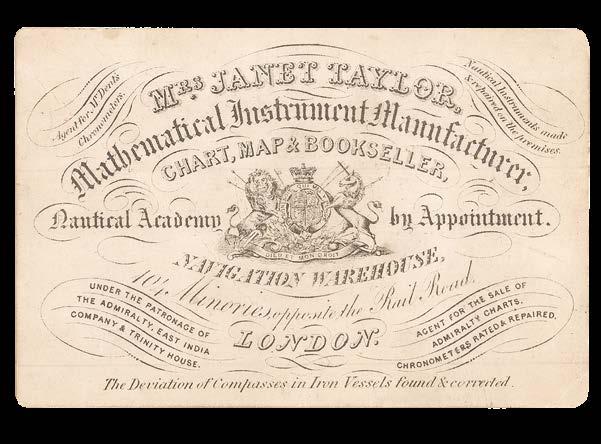 Mrs JANET TAYLOR,
Agent for Mr Dent's
Chronometers.
Nautical Instruments made
& repaired on the premises.
Mathematical Instrument Manufacturer,
CHART, MAP & BOOKSELLER,
Nautical Academy by Appointment.
DIEU ET MON DROIT
NAVIGATION WAREHOUSE,
104, Minories, opposite the Rail Road,
LONDON.
UNDER THE PATRONAGE OF
THE ADMIRALTY, EAST INDIA
COMPANY & TRINITY HOUSE.
AGENT FOR THE SALE OF
ADMIRALTY CHARTS.
CHRONOMETERS RATED & REPAIRED.
The Deviation of Compasses in Iron Vessels found & corrected.